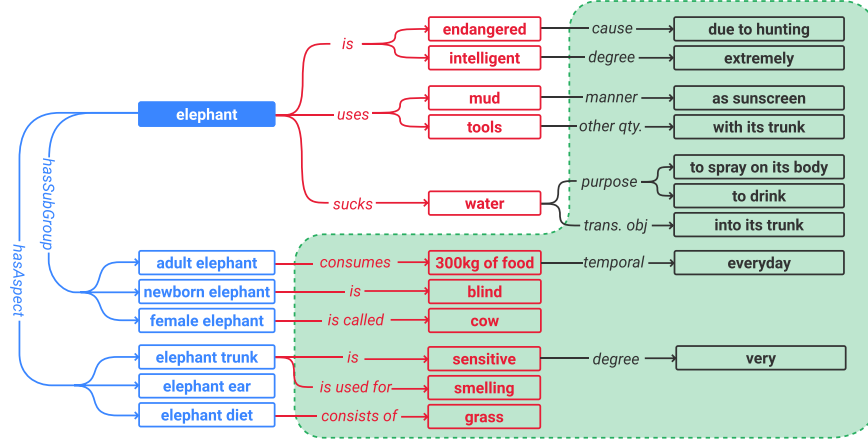 endangered cause due to hunting
is
intelligent degree extremely
mud manner as sunscreen
elephant uses
tools other qty. with its trunk
to spray on its body
purpose
to drink
sucks water
trans. obj into its trunk
hasSubGroup
hasAspect
adult elephant consumes 300kg of food temporal everyday
newborn elephant is blind
female elephant is called cow
elephant trunk is sensitive degree very
elephant ear is used for smelling
elephant diet consists of grass